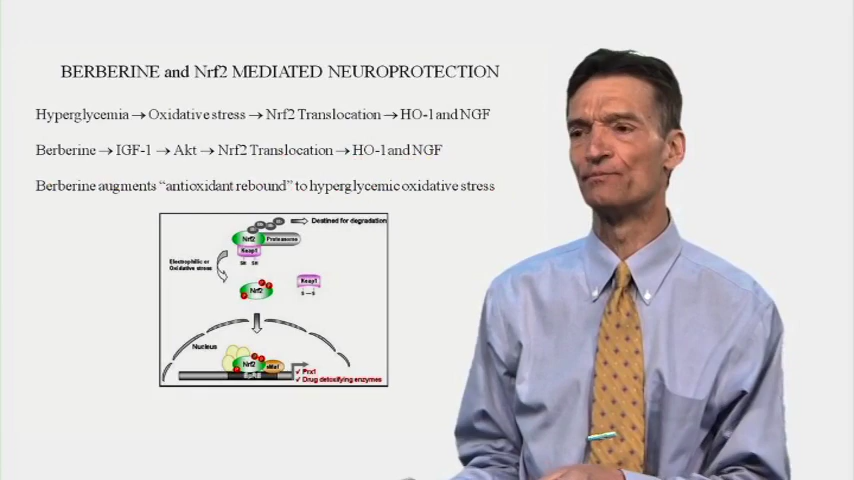 BERBERINE and Nrf2 MEDIATED NEUROPROTECTION
Hyperglycemia → Oxidative stress → Nrf2 Translocation → HO-1 and NGF
Berberine → IGF-1 → Akt → Nrf2 Translocation → HO-1 and NGF
Berberine augments “antioxidant rebound” to hyperglycemic oxidative stress
Destined for degradation
Nrf2 Proteasome
Keap1
SH SH
Electrophilic or
Oxidative stress
Keap1
Nrf2
S—S
Nucleus
Nrf2
✓ Prx1
✓ Drug detoxifying enzymes